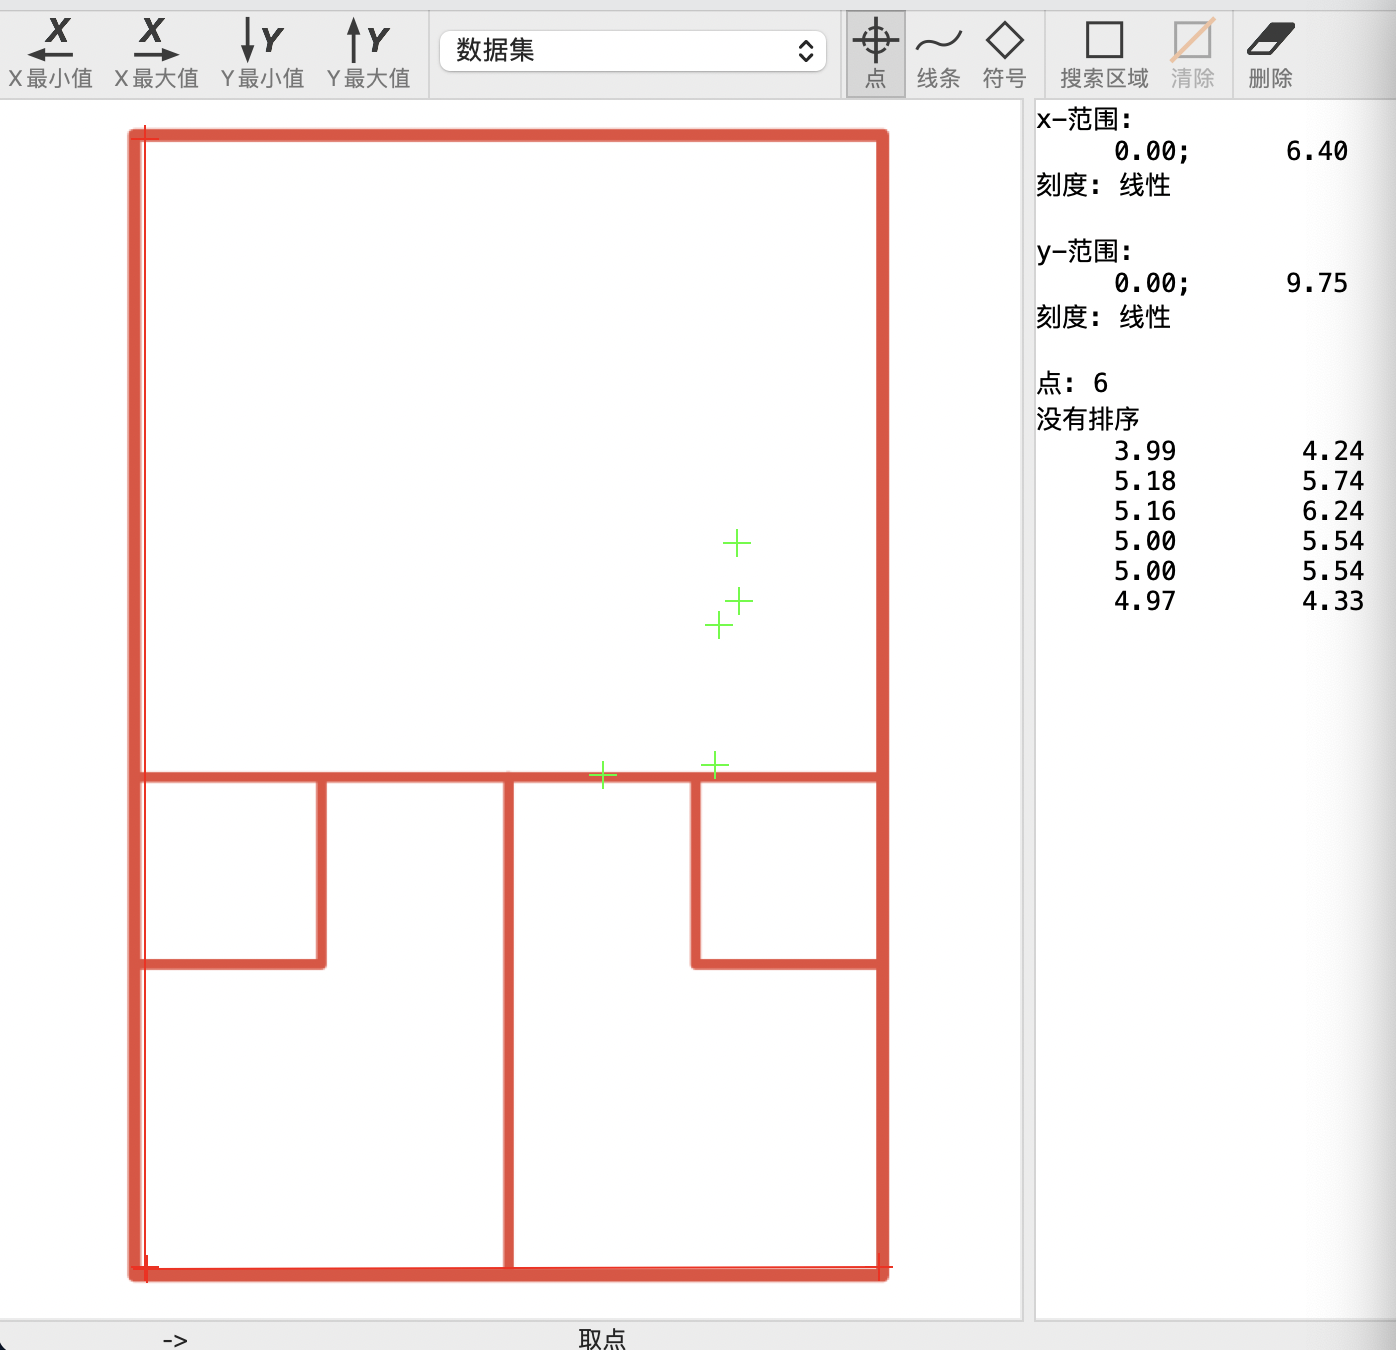 X X Y Y
X 最小值 X 最大值 Y 最小值 Y 最大值
数据集
点 线条 符号 搜索区域 清除 删除
x-范围:
0.00; 6.40
刻度: 线性
y-范围:
0.00; 9.75
刻度: 线性
点: 6
没有排序
3.99 4.24
5.18 5.74
5.16 6.24
5.00 5.54
5.00 5.54
4.97 4.33
-> 取点